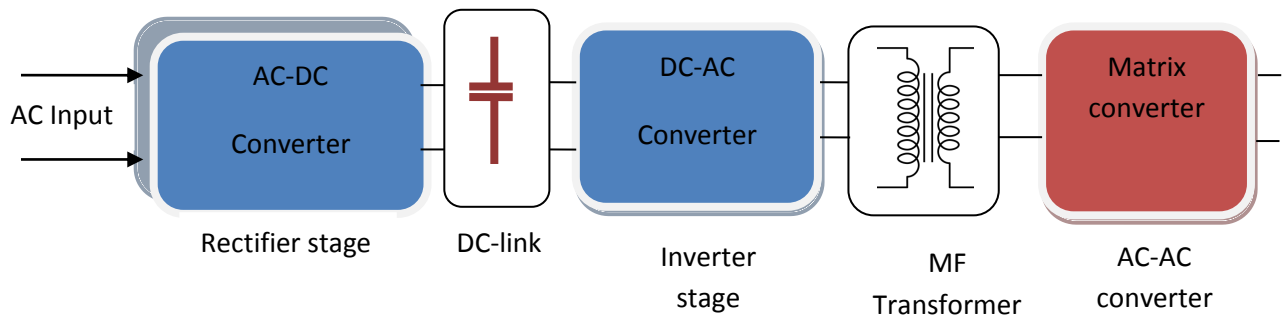 AC Input
AC-DC
Converter
Rectifier stage
DC-link
DC-AC
Converter
Inverter
stage
MF
Transformer
Matrix
converter
AC-AC
converter